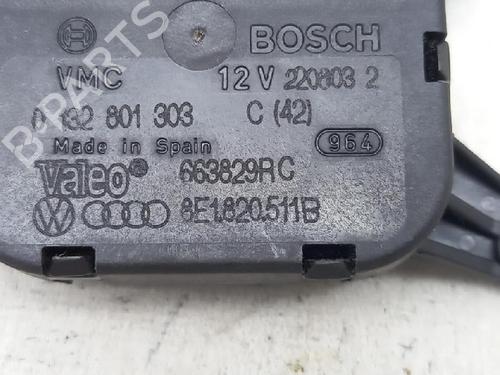 BOSCH
VMC 12 V 220803 2
0 132 801 303 C (42)
Made in Spain 964
Valeo 663829RC
8E1.820.511B